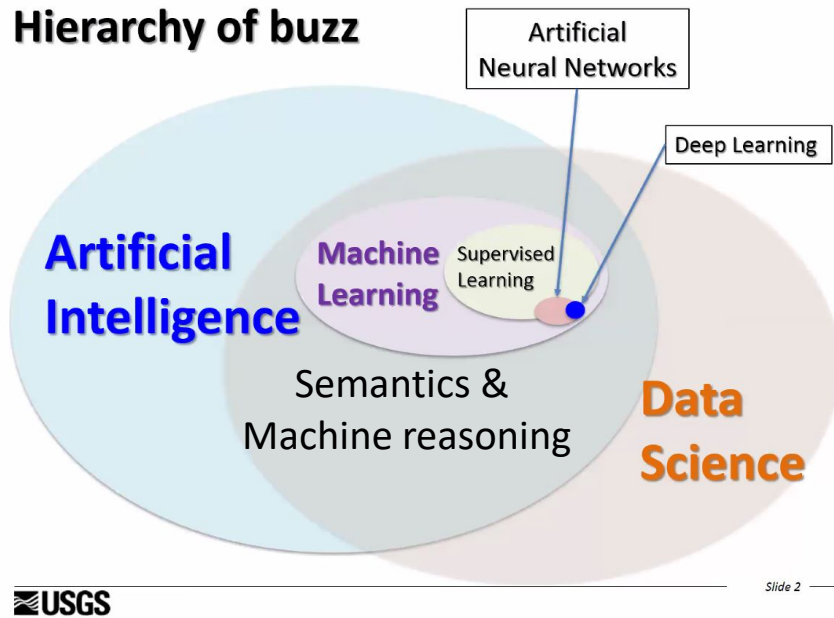 Hierarchy of buzz
Artificial
Neural Networks
Deep Learning
Artificial
Intelligence
Machine
Learning
Supervised
Learning
Semantics &
Machine reasoning
Data
Science
Slide 2
USGS